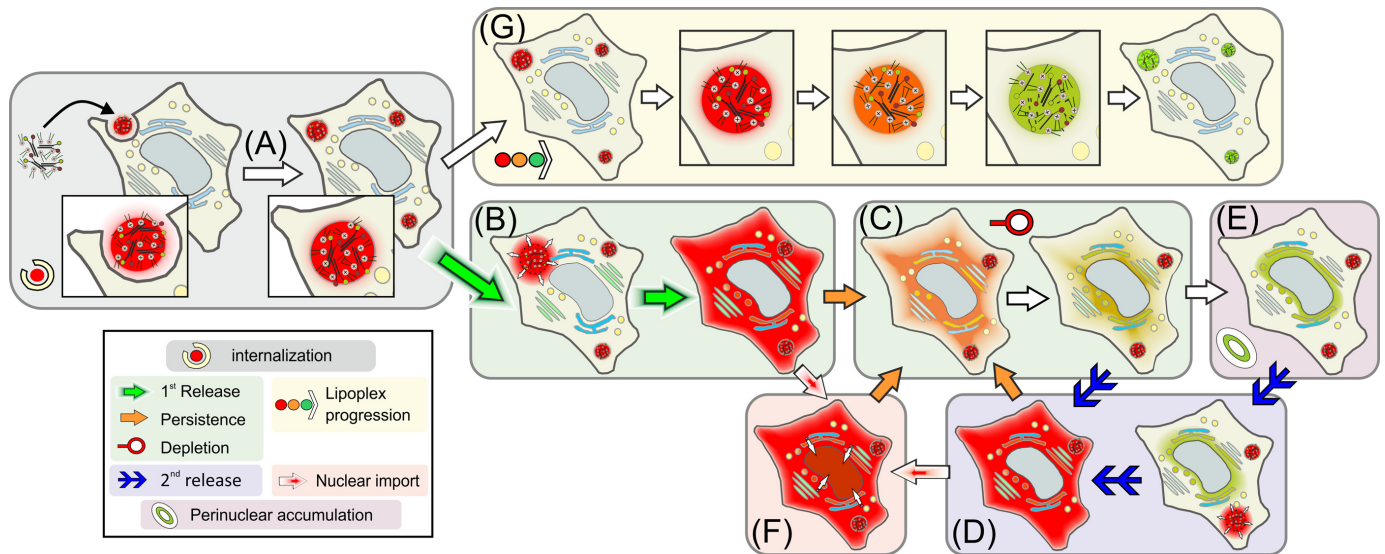 (G)
(A)
(B)
(C)
(E)
internalization
1st Release
Persistence
Depletion
2nd release
Lipoplex
progression
Nuclear import
Perinuclear accumulation
(F)
(D)